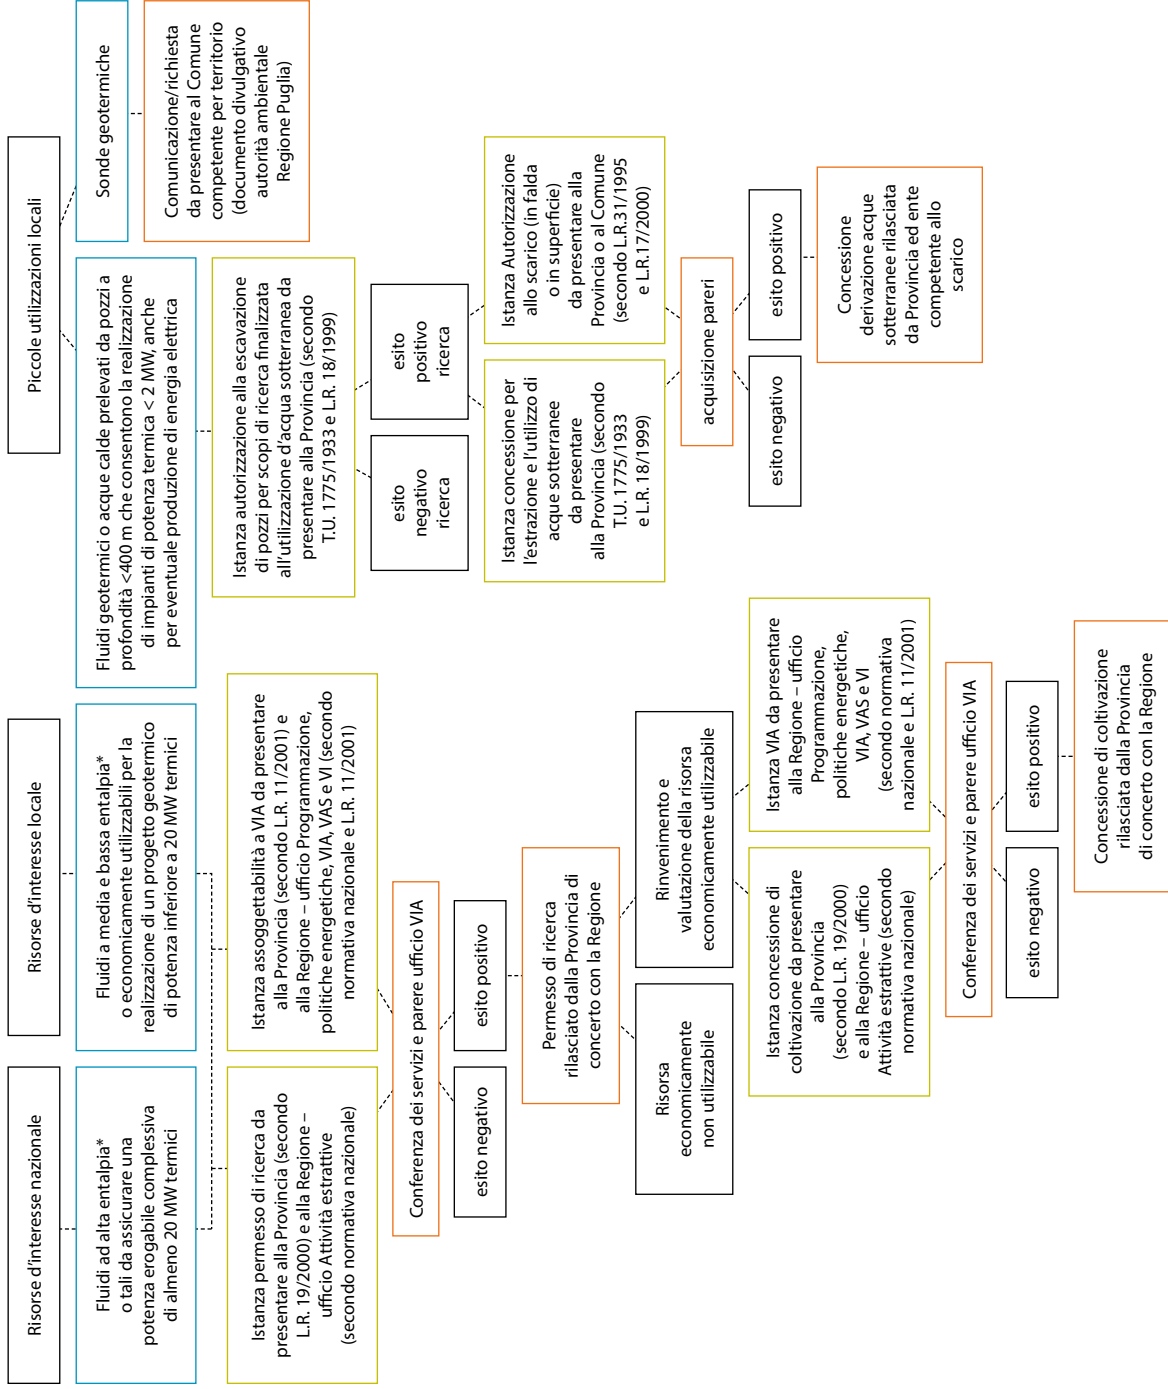 Risorse d'interesse nazionale
Fluidi ad alta entalpia*
o tali da assicurare una
potenza erogabile complessiva
di almeno 20 MW termici
Risorse d'interesse locale
Fluidi a media e bassa entalpia*
o economicamente utilizzabili per la
realizzazione di un progetto geotermico
di potenza inferiore a 20 MW termici
Istanza permesso di ricerca da
presentare alla Provincia (secondo
L.R. 19/2000) e alla Regione –
ufficio Attività estrattive
(secondo normativa nazionale)
Istanza assoggettabilità a VIA da presentare
alla Provincia (secondo L.R. 11/2001) e
alla Regione – ufficio Programmazione,
politiche energetiche, VIA, VAS e VI (secondo
normativa nazionale e L.R. 11/2001)
Conferenza dei servizi e parere ufficio VIA
esito negativo
esito positivo
Permesso di ricerca
rilasciato dalla Provincia di
concerto con la Regione
Risorsa
economicamente
non utilizzabile
Rinvenimento e
valutazione della risorsa
economicamente utilizzabile
Istanza concessione di
coltivazione da presentare
alla Provincia
(secondo L.R. 19/2000)
e alla Regione – ufficio
Attività estrattive (secondo
normativa nazionale)
Istanza VIA da presentare
alla Regione – ufficio
Programmazione,
politiche energetiche,
VIA, VAS e VI
(secondo normativa
nazionale e L.R. 11/2001)
Conferenza dei servizi e parere ufficio VIA
esito negativo
esito positivo
Concessione di coltivazione
rilasciata dalla Provincia
di concerto con la Regione
Piccole utilizzazioni locali
Fluidi geotermici o acque calde prelevati da pozzi a
profondità <400 m che consentono la realizzazione
di impianti di potenza termica < 2 MW, anche
per eventuale produzione di energia elettrica
Sonde geotermiche
Comunicazione/richiesta
da presentare al Comune
competente per territorio
(documento divulgativo
autorità ambientale
Regione Puglia)
Istanza autorizzazione alla escavazione
di pozzi per scopi di ricerca finalizzata
all'utilizzazione d'acqua sotterranea da
presentare alla Provincia (secondo
T.U. 1775/1933 e L.R. 18/1999)
esito
negativo
ricerca
esito
positivo
ricerca
Istanza concessione per
l'estrazione e l'utilizzo di
acque sotterranee
da presentare
alla Provincia (secondo
T.U. 1775/1933
e L.R. 18/1999)
Istanza Autorizzazione
allo scarico (in falda
o in superficie)
da presentare alla
Provincia o al Comune
(secondo L.R.31/1995
e L.R.17/2000)
acquisizione pareri
esito negativo
esito positivo
Concessione
derivazione acque
sotterranee rilasciata
da Provincia ed ente
competente allo
scarico